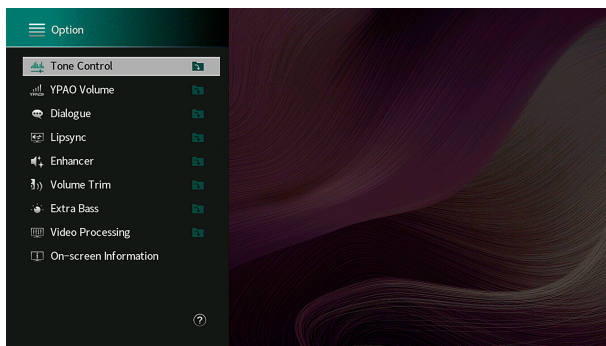 Option
Tone Control
YPAO Volume
Dialogue
Lipsync
Enhancer
Volume Trim
Extra Bass
Video Processing
On-screen Information
?